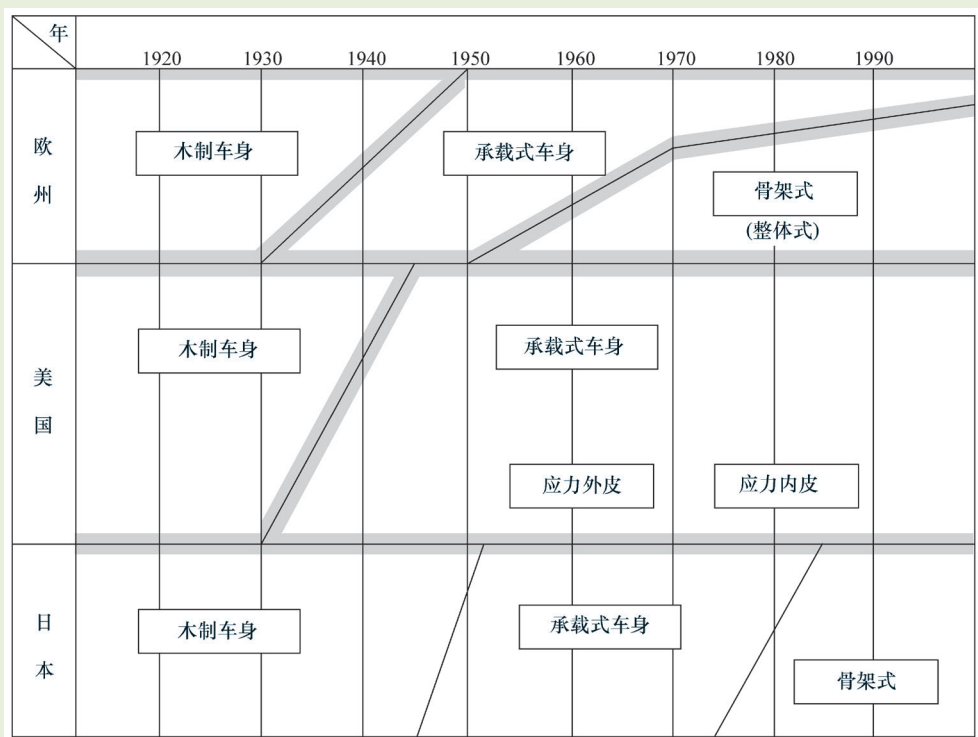 年
1920 1930 1940 1950 1960 1970 1980 1990
欧州
木制车身
承载式车身
骨架式
(整体式)
美国
木制车身
承载式车身
应力外皮
应力内皮
日本
木制车身
承载式车身
骨架式